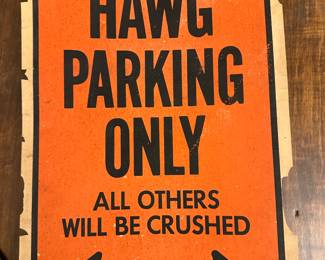 HAWG
PARKING
ONLY
ALL OTHERS
WILL BE CRUSHED